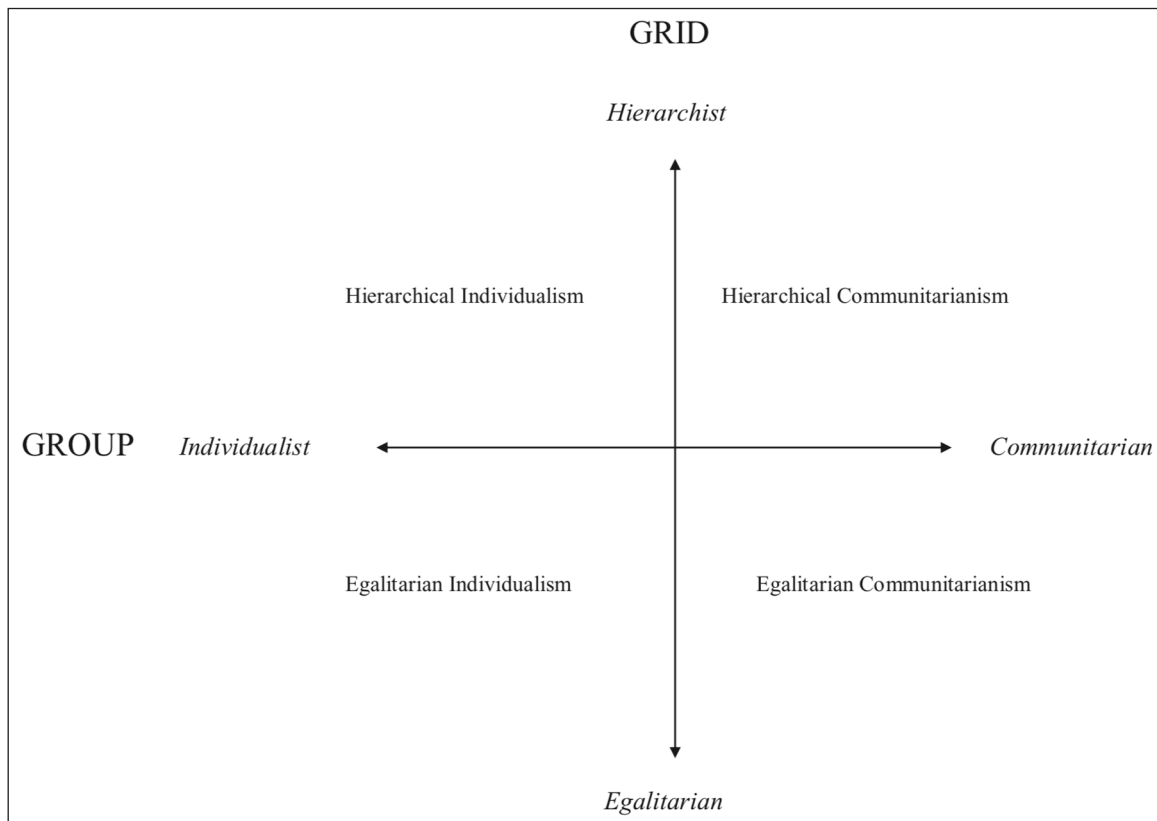 GRID
Hierarchist
Hierarchical Individualism
Hierarchical Communitarianism
GROUP
Individualist
Communitarian
Egalitarian Individualism
Egalitarian Communitarianism
Egalitarian